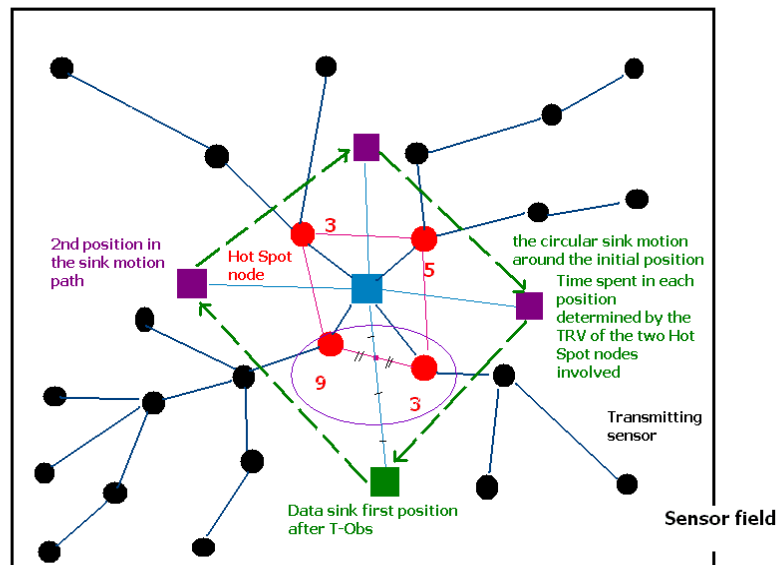 3
5
2nd position in
the sink motion
path
Hot Spot
node
the circular sink motion
around the initial position
Time spent in each
position
determined by the
TRV of the two Hot
Spot nodes
involved
9
3
Transmitting
sensor
Data sink first position
after T-Obs
Sensor field